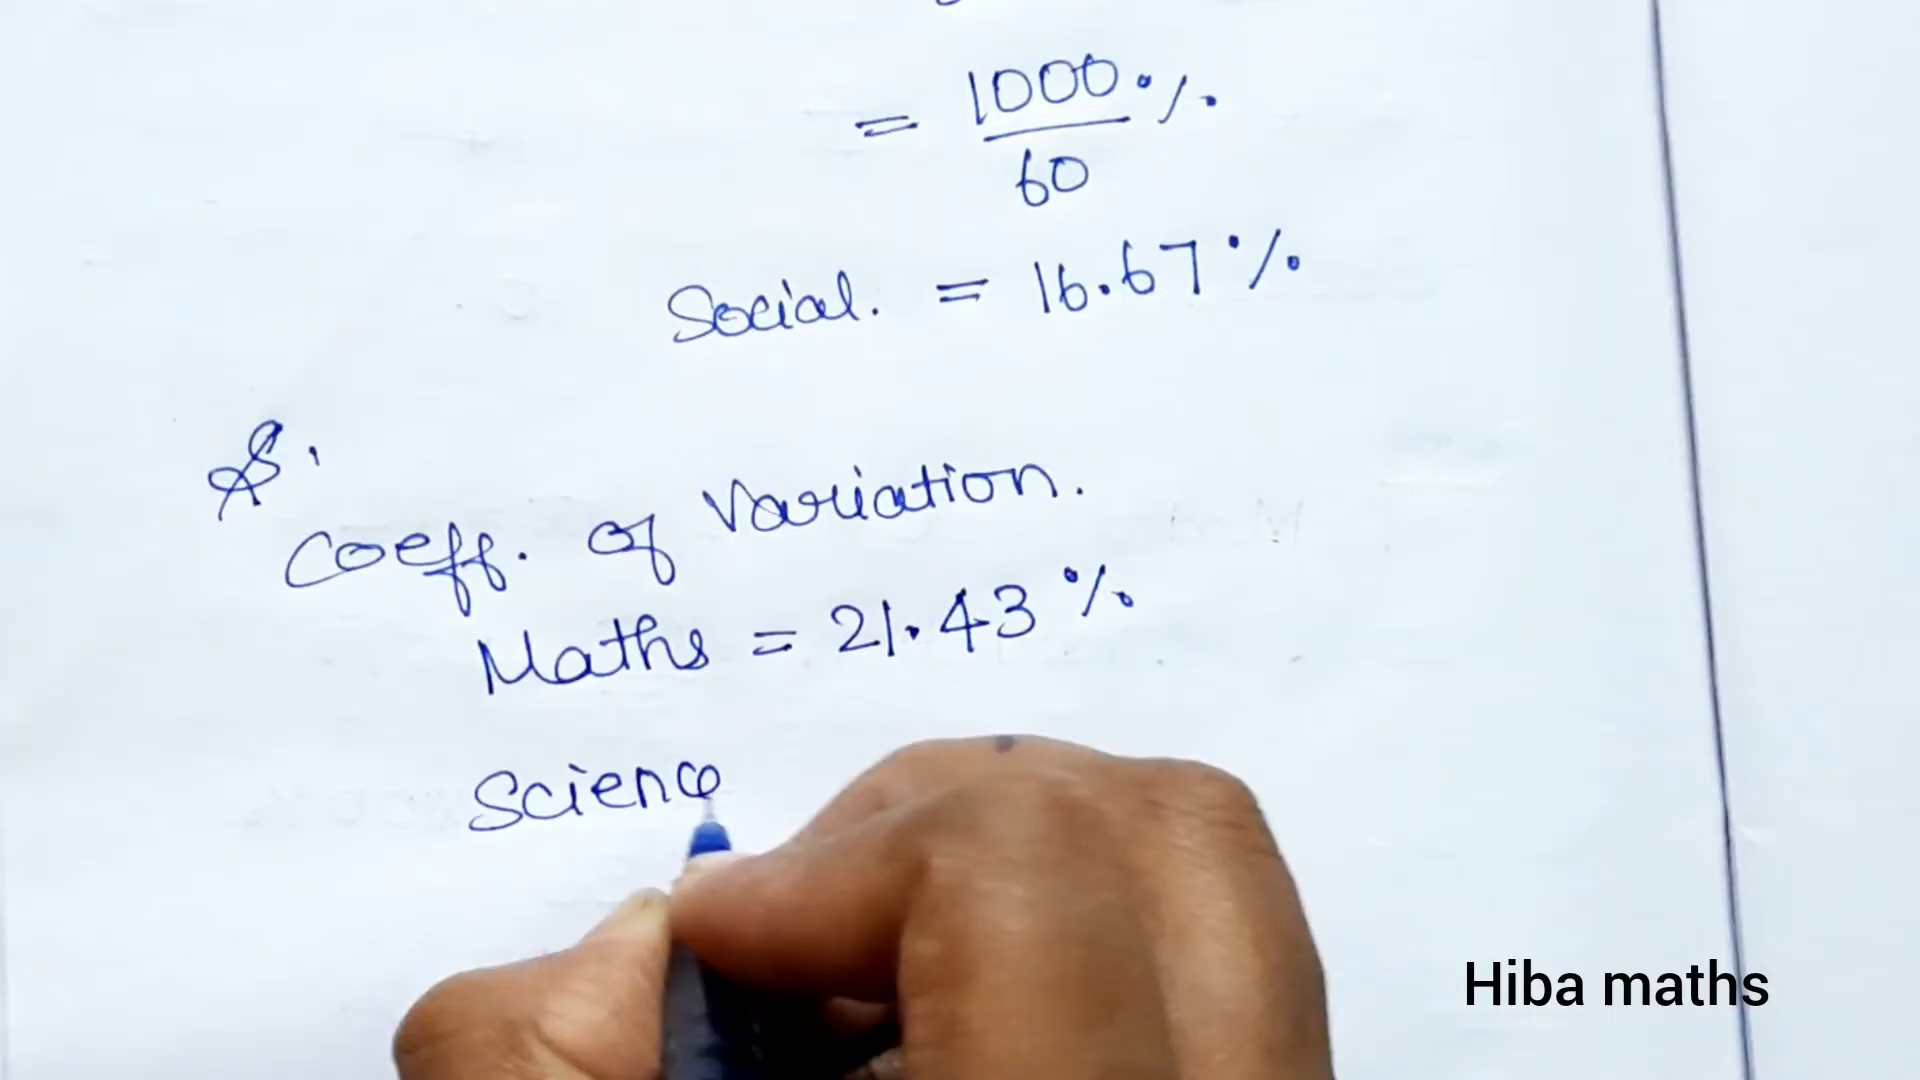 = 1000 %
60
Social. = 16.67 %
Coeff. of Variation.
Maths = 21.43 %
Science
Hiba maths